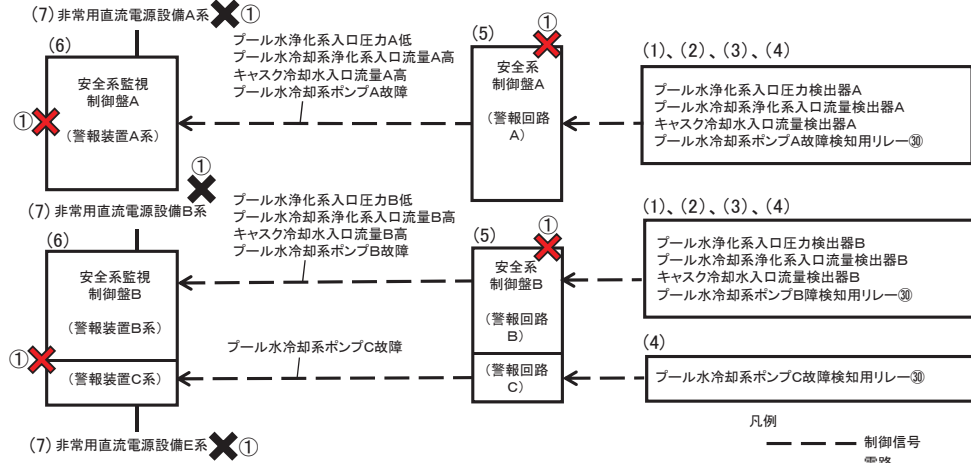 (7) 非常用直流電源設備A系 ①
(6)
安全系監視
制御盤A
(警報装置A系)
①
プール水浄化系入口圧力A低
プール水冷却系浄化系入口流量A高
キャスク冷却水入口流量A高
プール水冷却系ポンプA故障
(5)
①
安全系
制御盤A
(警報回路
A)
(1)、(2)、(3)、(4)
プール水浄化系入口圧力検出器A
プール水冷却系浄化系入口流量検出器A
キャスク冷却水入口流量検出器A
プール水冷却系ポンプA故障検知用リレー㉚
①
(7) 非常用直流電源設備B系
(6)
安全系監視
制御盤B
(警報装置B系)
①
(警報装置C系)
プール水浄化系入口圧力B低
プール水冷却系浄化系入口流量B高
キャスク冷却水入口流量B高
プール水冷却系ポンプB故障
プール水冷却系ポンプC故障
(5)
①
安全系
制御盤B
(警報回路
B)
(警報回路
C)
(1)、(2)、(3)、(4)
プール水浄化系入口圧力検出器B
プール水冷却系浄化系入口流量検出器B
キャスク冷却水入口流量検出器B
プール水冷却系ポンプB障検知用リレー㉚
(4)
プール水冷却系ポンプC故障検知用リレー㉚
(7) 非常用直流電源設備E系 ①
凡例
制御信号